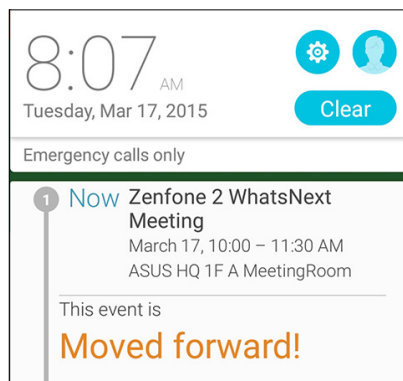 8:07 AM
Tuesday, Mar 17, 2015
Clear
Emergency calls only
1 Now Zenfone 2 WhatsNext
Meeting
March 17, 10:00 – 11:30 AM
ASUS HQ 1F A MeetingRoom
This event is
Moved forward!